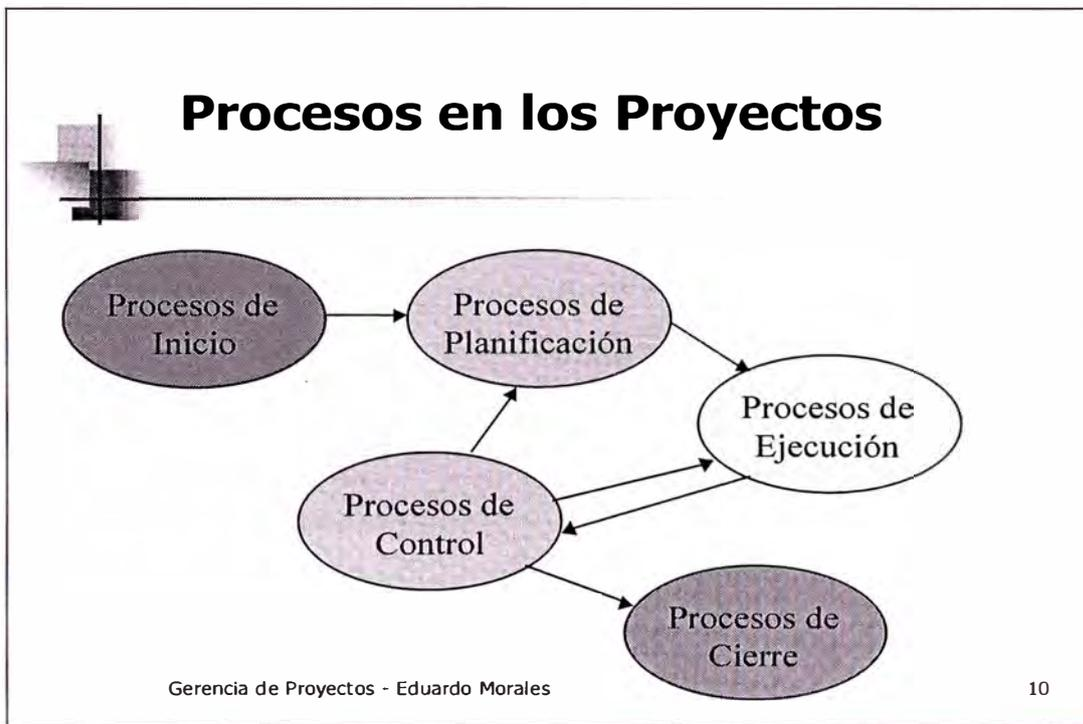 Procesos en los Proyectos
Procesos de
Inicio
Procesos de
Planificación
Procesos de
Ejecución
Procesos de
Control
Procesos de
Cierre
Gerencia de Proyectos - Eduardo Morales
10